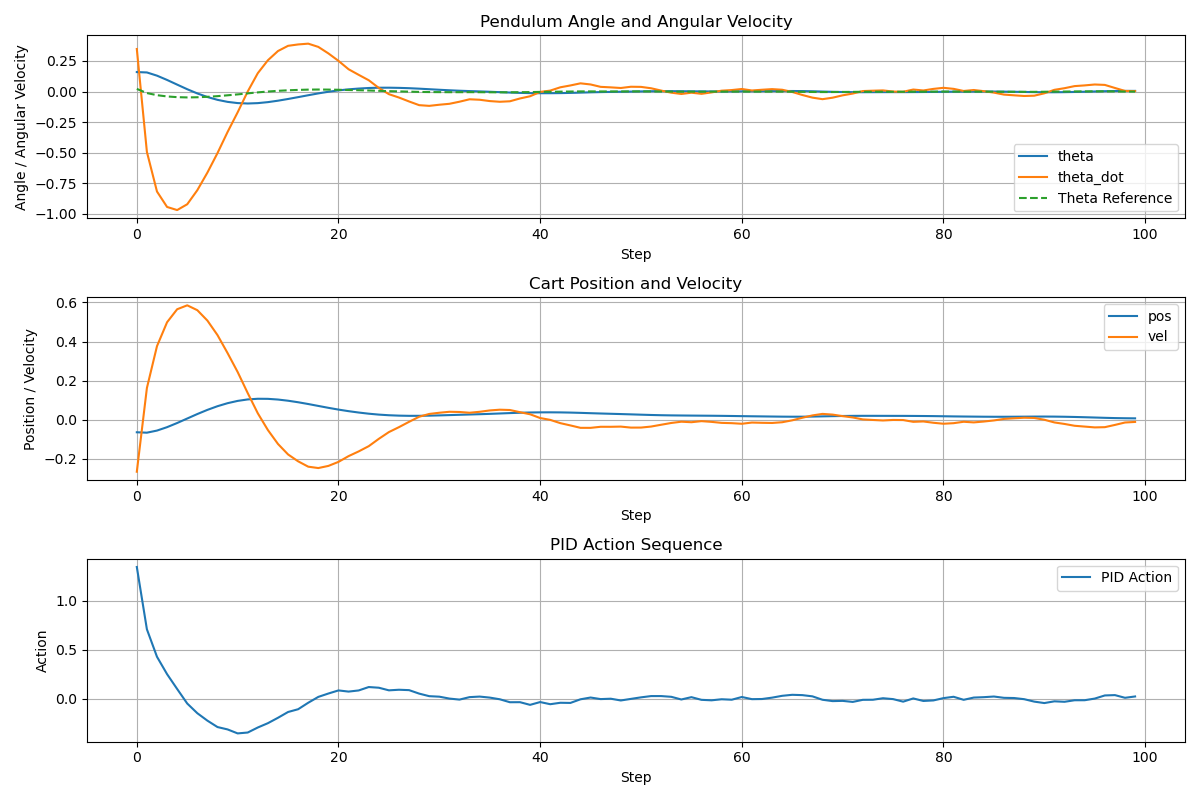 Pendulum Angle and Angular Velocity
Angle / Angular Velocity
0.25
0.00
−0.25
−0.50
−0.75
−1.00
theta
theta_dot
Theta Reference
0 20 40 60 80 100
Step
Cart Position and Velocity
Position / Velocity
0.6
0.4
0.2
0.0
−0.2
pos
vel
0 20 40 60 80 100
Step
PID Action Sequence
Action
1.0
0.5
0.0
PID Action
0 20 40 60 80 100
Step